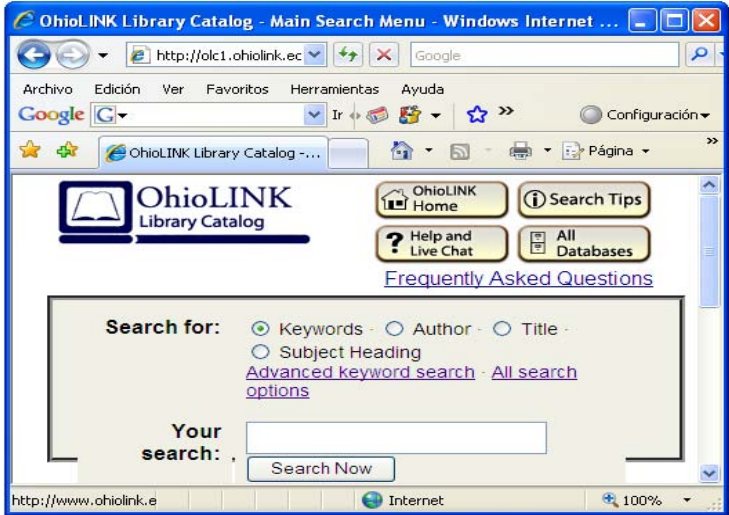 OhioLINK Library Catalog - Main Search Menu - Windows Internet ...
http://olc1.ohiolink.ec
Google
Archivo Edición Ver Favoritos Herramientas Ayuda
Google G Ir » Configuración
OhioLINK Library Catalog -... Página »
OhioLINK
Library Catalog
OhioLINK
Home
Search Tips
Help and
Live Chat
All
Databases
Frequently Asked Questions
Search for: Keywords · Author · Title ·
Subject Heading
Advanced keyword search · All search
options
Your
search: ,
Search Now
http://www.ohiolink.e Internet 100%